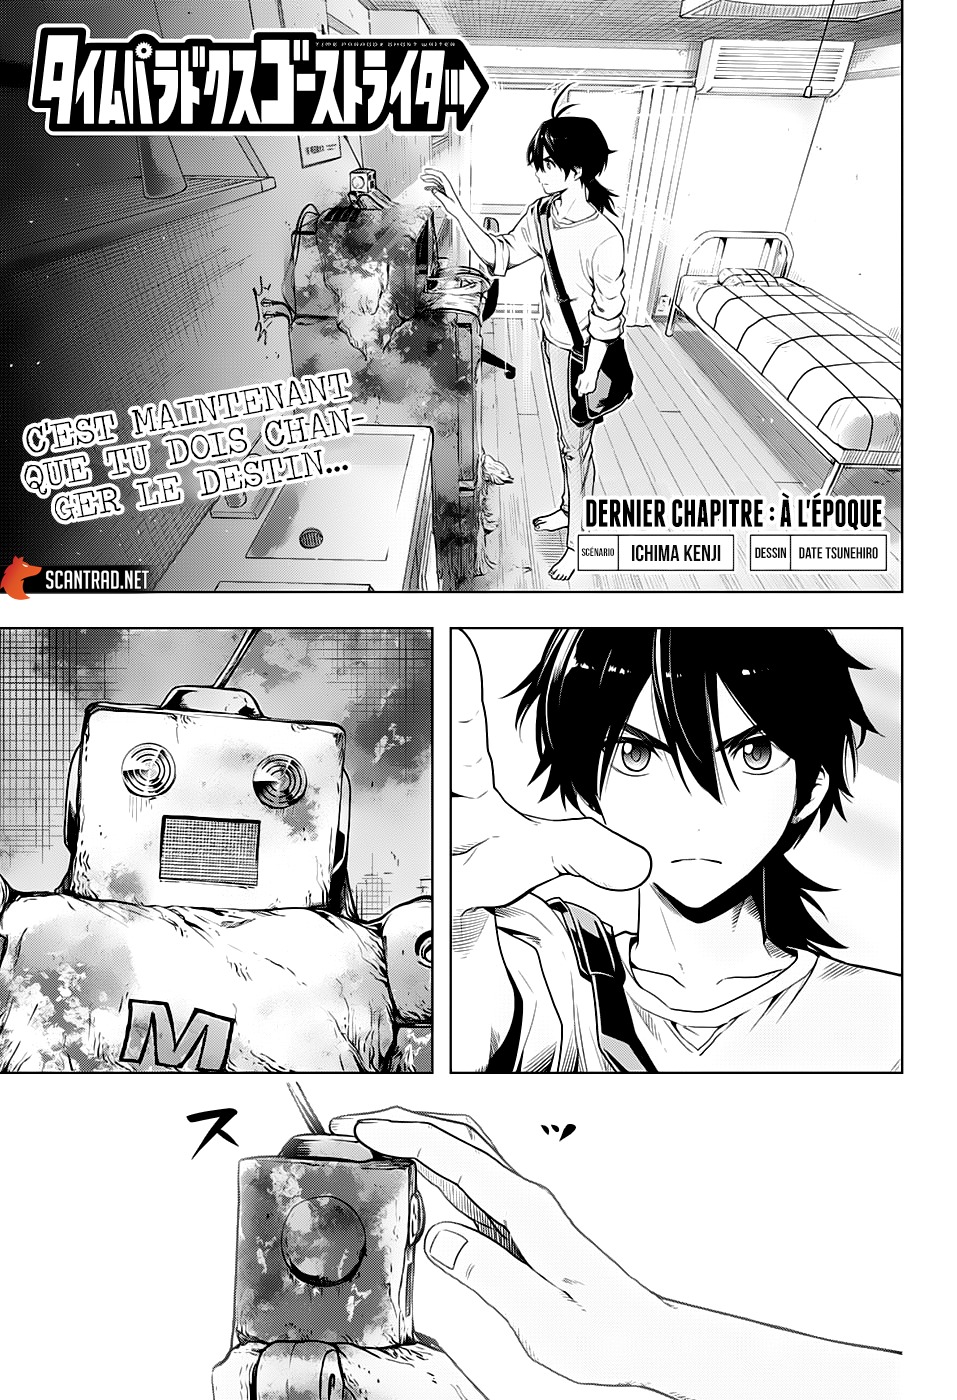 タイムパラドクスゴーストライター
TIME PARADOX GHOST WRITER
C'EST MAINTENANT
QUE TU DOIS CHAN-
GER LE DESTIN...
DERNIER CHAPITRE : À L'ÉPOQUE
SCÉNARIO
ICHIMA KENJI
DESSIN
DATE TSUNEHIRO
SCANTRAD.NET
M
スッ